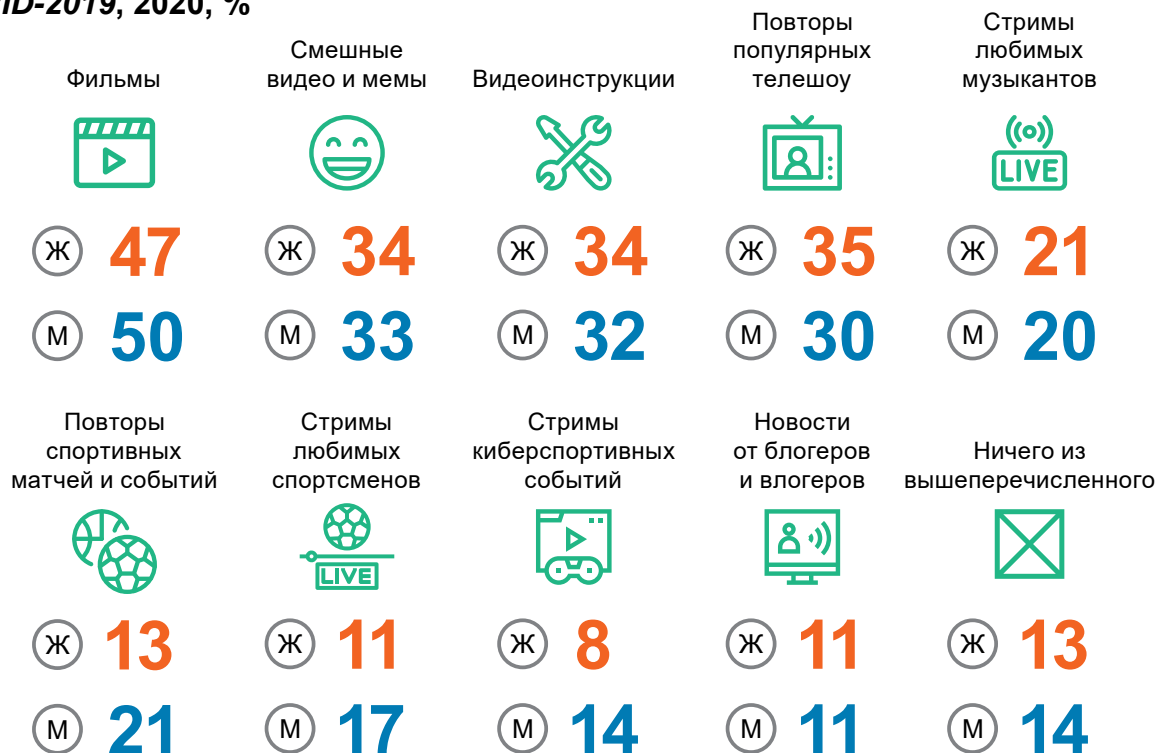 ID-2019, 2020, %
Фильмы
Смешные
видео и мемы
Видеоинструкции
Повторы
популярных
телешоу
Стримы
любимых
музыкантов
LIVE
Ж 47
Ж 34
Ж 34
Ж 35
Ж 21
М 50
М 33
М 32
М 30
М 20
Повторы
спортивных
матчей и событий
Стримы
любимых
спортсменов
Стримы
киберспортивных
событий
Новости
от блогеров
и влогеров
Ничего из
вышеперечисленного
LIVE
Ж 13
Ж 11
Ж 8
Ж 11
Ж 13
М 21
М 17
М 14
М 11
М 14